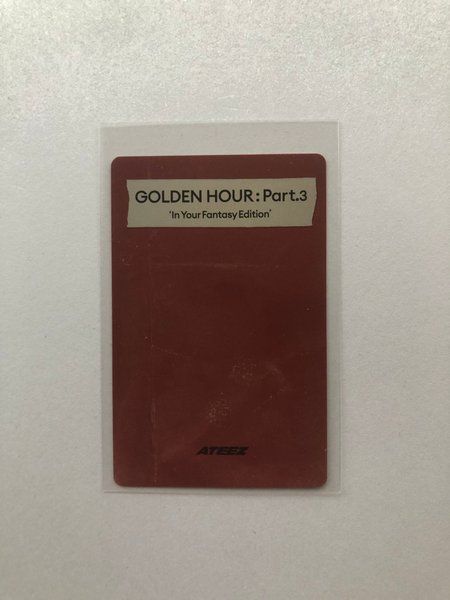 GOLDEN HOUR : Part.3
'In Your Fantasy Edition'
ATEEZ